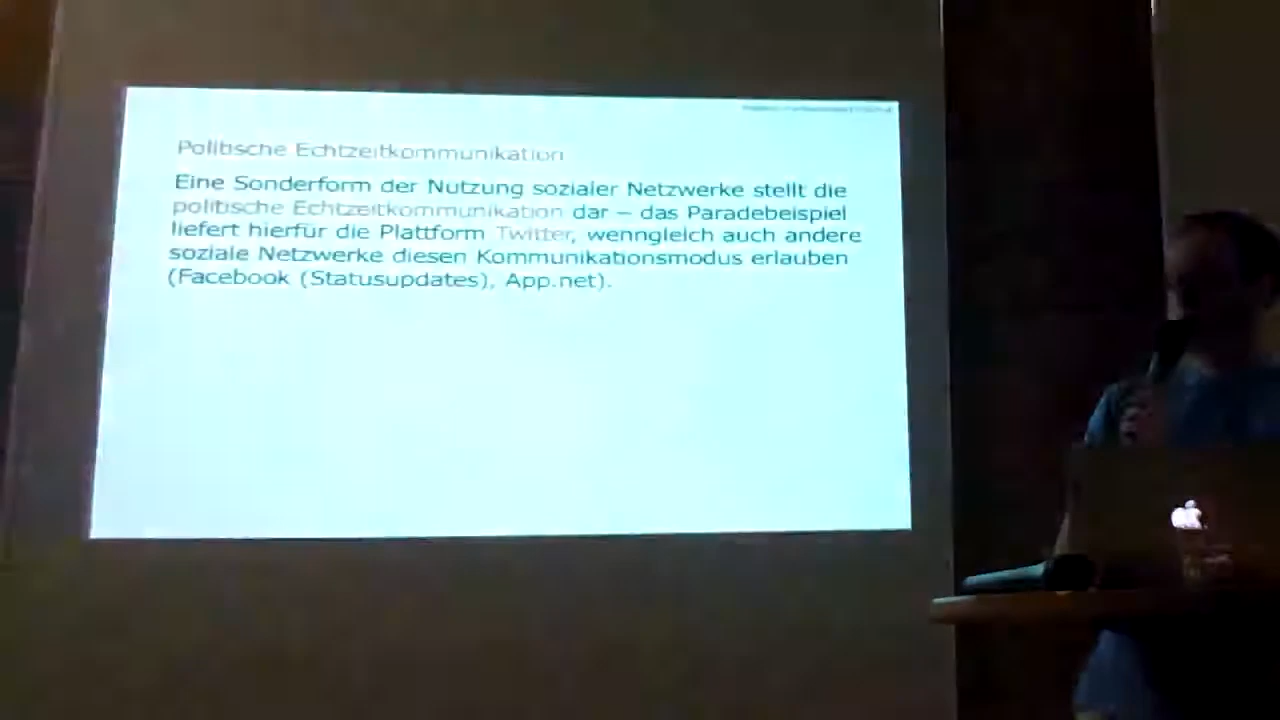 Politische Echtzeitkommunikation
Eine Sonderform der Nutzung sozialer Netzwerke stellt die
politische Echtzeitkommunikation dar – das Paradebeispiel
liefert hierfür die Plattform Twitter, wenngleich auch andere
soziale Netzwerke diesen Kommunikationsmodus erlauben
(Facebook (Statusupdates), App.net).